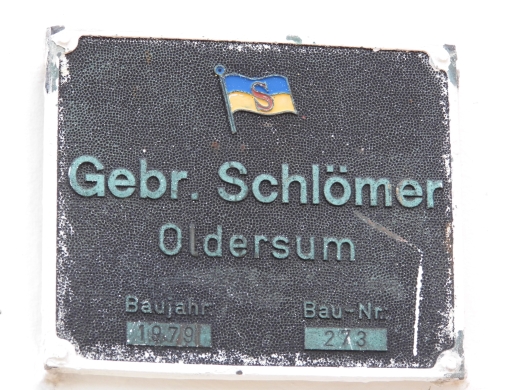 S
Gebr. Schlömer
Oldersum
Baujahr: Bau-Nr.:
1979 273